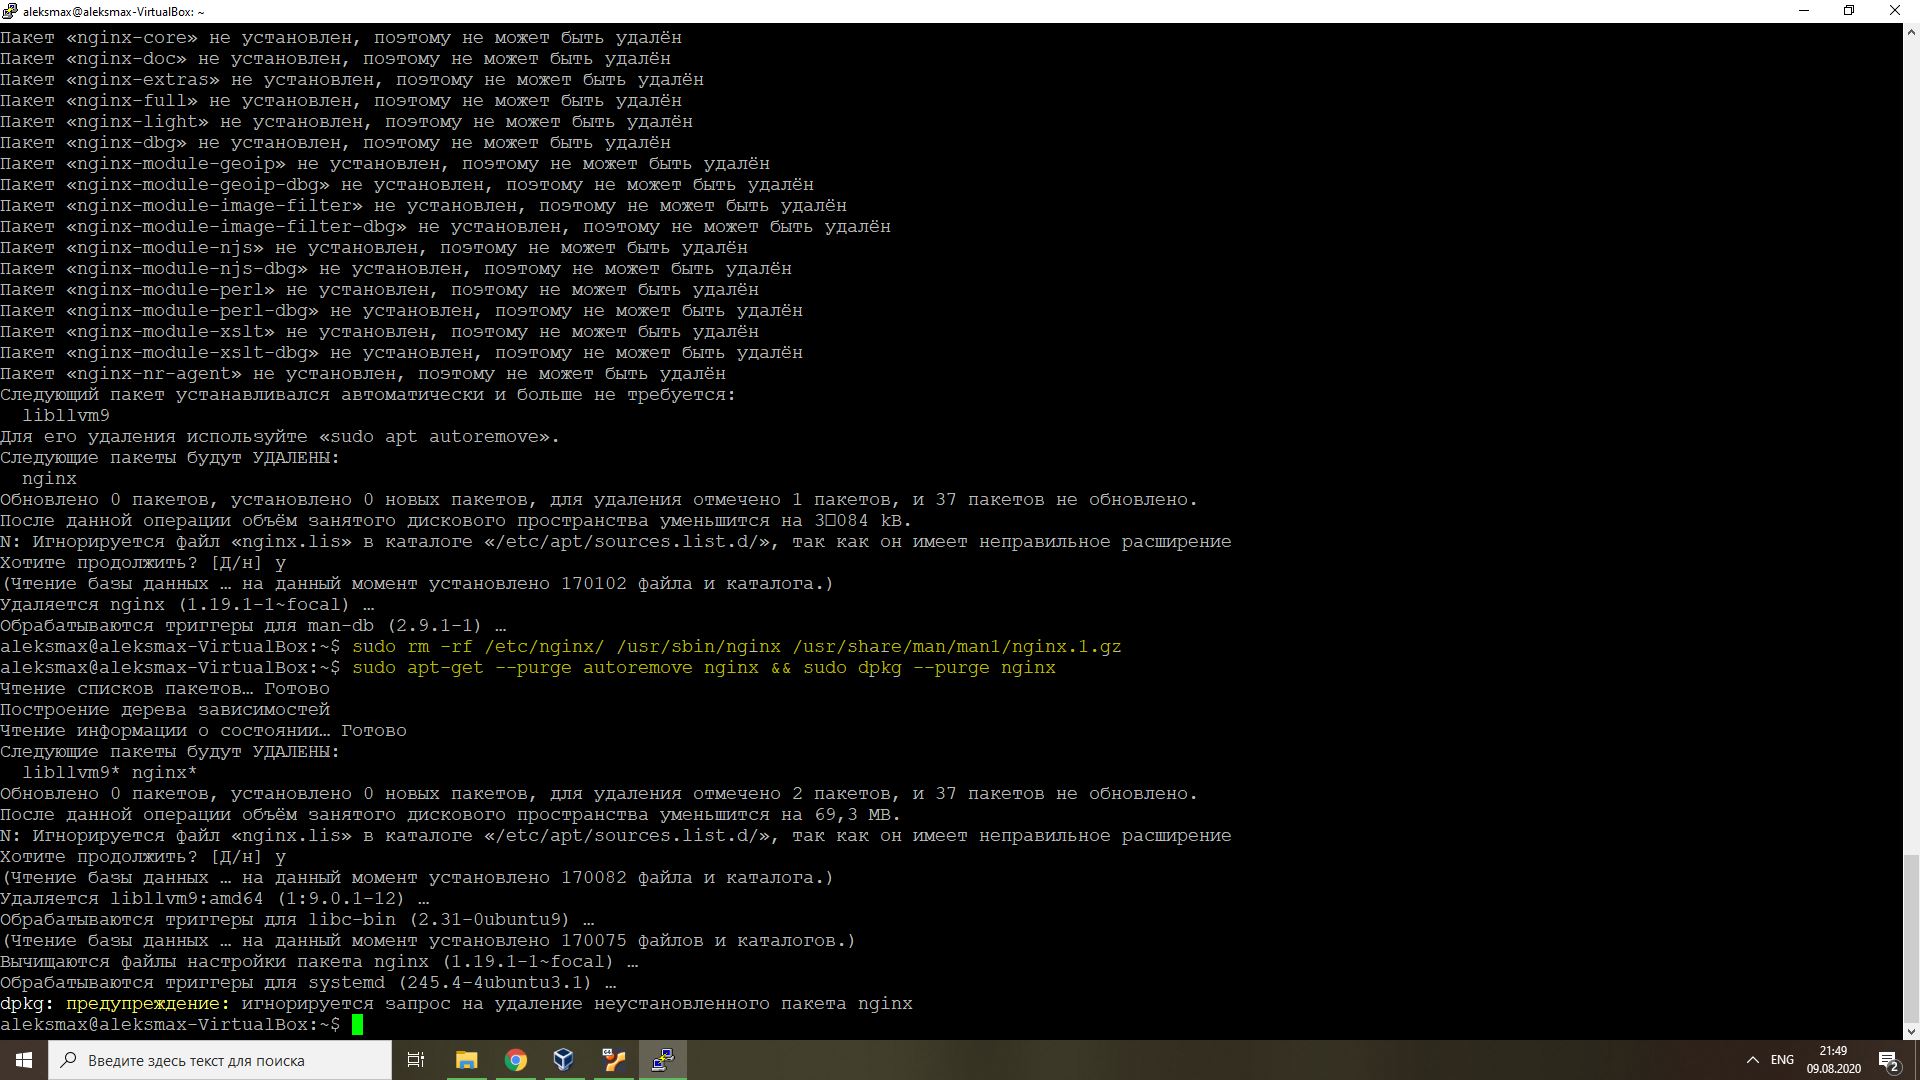 aleksmax@aleksmax-VirtualBox: ~
Пакет «nginx-core» не установлен, поэтому не может быть удалён
Пакет «nginx-doc» не установлен, поэтому не может быть удалён
Пакет «nginx-extras» не установлен, поэтому не может быть удалён
Пакет «nginx-full» не установлен, поэтому не может быть удалён
Пакет «nginx-light» не установлен, поэтому не может быть удалён
Пакет «nginx-dbg» не установлен, поэтому не может быть удалён
Пакет «nginx-module-geoip» не установлен, поэтому не может быть удалён
Пакет «nginx-module-geoip-dbg» не установлен, поэтому не может быть удалён
Пакет «nginx-module-image-filter» не установлен, поэтому не может быть удалён
Пакет «nginx-module-image-filter-dbg» не установлен, поэтому не может быть удалён
Пакет «nginx-module-njs» не установлен, поэтому не может быть удалён
Пакет «nginx-module-njs-dbg» не установлен, поэтому не может быть удалён
Пакет «nginx-module-perl» не установлен, поэтому не может быть удалён
Пакет «nginx-module-perl-dbg» не установлен, поэтому не может быть удалён
Пакет «nginx-module-xslt» не установлен, поэтому не может быть удалён
Пакет «nginx-module-xslt-dbg» не установлен, поэтому не может быть удалён
Пакет «nginx-nr-agent» не установлен, поэтому не может быть удалён
Следующий пакет устанавливался автоматически и больше не требуется:
libllvm9
Для его удаления используйте «sudo apt autoremove».
Следующие пакеты будут УДАЛЕНЫ:
nginx
Обновлено 0 пакетов, установлено 0 новых пакетов, для удаления отмечено 1 пакетов, и 37 пакетов не обновлено.
После данной операции объём занятого дискового пространства уменьшится на 3□084 kB.
N: Игнорируется файл «nginx.lis» в каталоге «/etc/apt/sources.list.d/», так как он имеет неправильное расширение
Хотите продолжить? [Д/н] y
(Чтение базы данных … на данный момент установлено 170102 файла и каталога.)
Удаляется nginx (1.19.1-1~focal) …
Обрабатываются триггеры для man-db (2.9.1-1) …
aleksmax@aleksmax-VirtualBox:~$ sudo rm -rf /etc/nginx/ /usr/sbin/nginx /usr/share/man/man1/nginx.1.gz
aleksmax@aleksmax-VirtualBox:~$ sudo apt-get --purge autoremove nginx && sudo dpkg --purge nginx
Чтение списков пакетов… Готово
Построение дерева зависимостей
Чтение информации о состоянии… Готово
Следующие пакеты будут УДАЛЕНЫ:
libllvm9* nginx*
Обновлено 0 пакетов, установлено 0 новых пакетов, для удаления отмечено 2 пакетов, и 37 пакетов не обновлено.
После данной операции объём занятого дискового пространства уменьшится на 69,3 MB.
N: Игнорируется файл «nginx.lis» в каталоге «/etc/apt/sources.list.d/», так как он имеет неправильное расширение
Хотите продолжить? [Д/н] y
(Чтение базы данных … на данный момент установлено 170082 файла и каталога.)
Удаляется libllvm9:amd64 (1:9.0.1-12) …
Обрабатываются триггеры для libc-bin (2.31-0ubuntu9) …
(Чтение базы данных … на данный момент установлено 170075 файлов и каталогов.)
Вычищаются файлы настройки пакета nginx (1.19.1-1~focal) …
Обрабатываются триггеры для systemd (245.4-4ubuntu3.1) …
dpkg: предупреждение: игнорируется запрос на удаление неустановленного пакета nginx
aleksmax@aleksmax-VirtualBox:~$
Введите здесь текст для поиска
ENG
21:49
09.08.2020
2